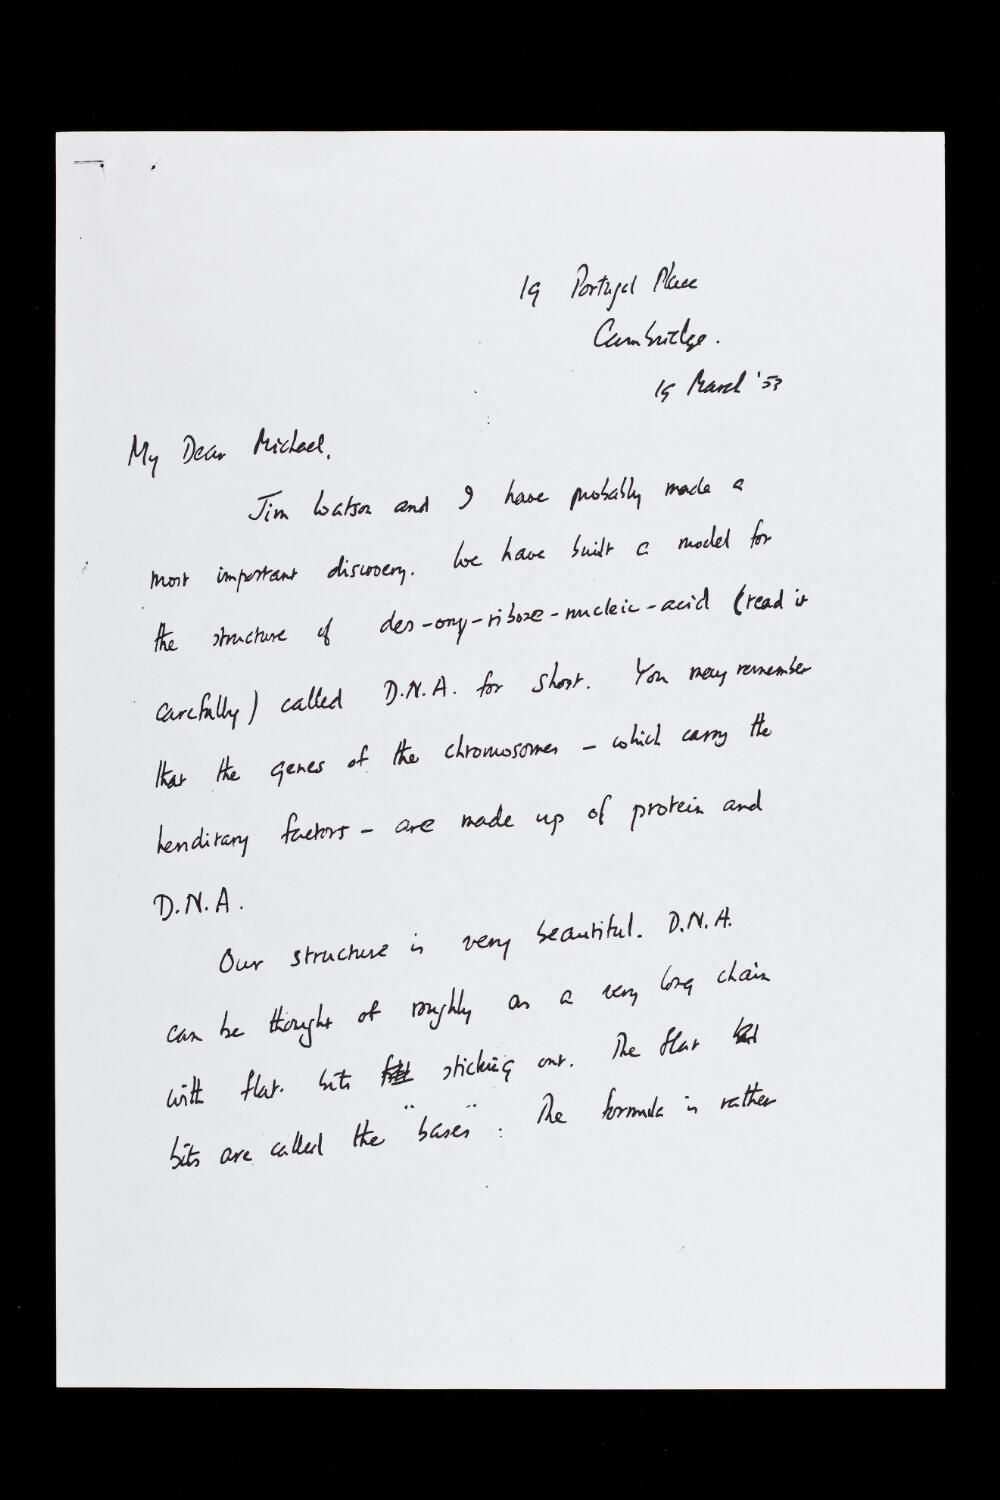 19 Portugal Place
Cambridge.
19 March '53
My Dear Michael,
Jim Watson and I have probably made a
most important discovery. We have built a model for
the structure of des-oxy-ribose-nucleic-acid (read it
carefully) called D.N.A. for short. You may remember
that the genes of the chromosomes – which carry the
hereditary factors – are made up of protein and
D.N.A.
Our structure is very beautiful. D.N.A.
can be thought of roughly as a very long chain
with flat bits sticking out. The flat
bits are called the "bases". The formula is rather